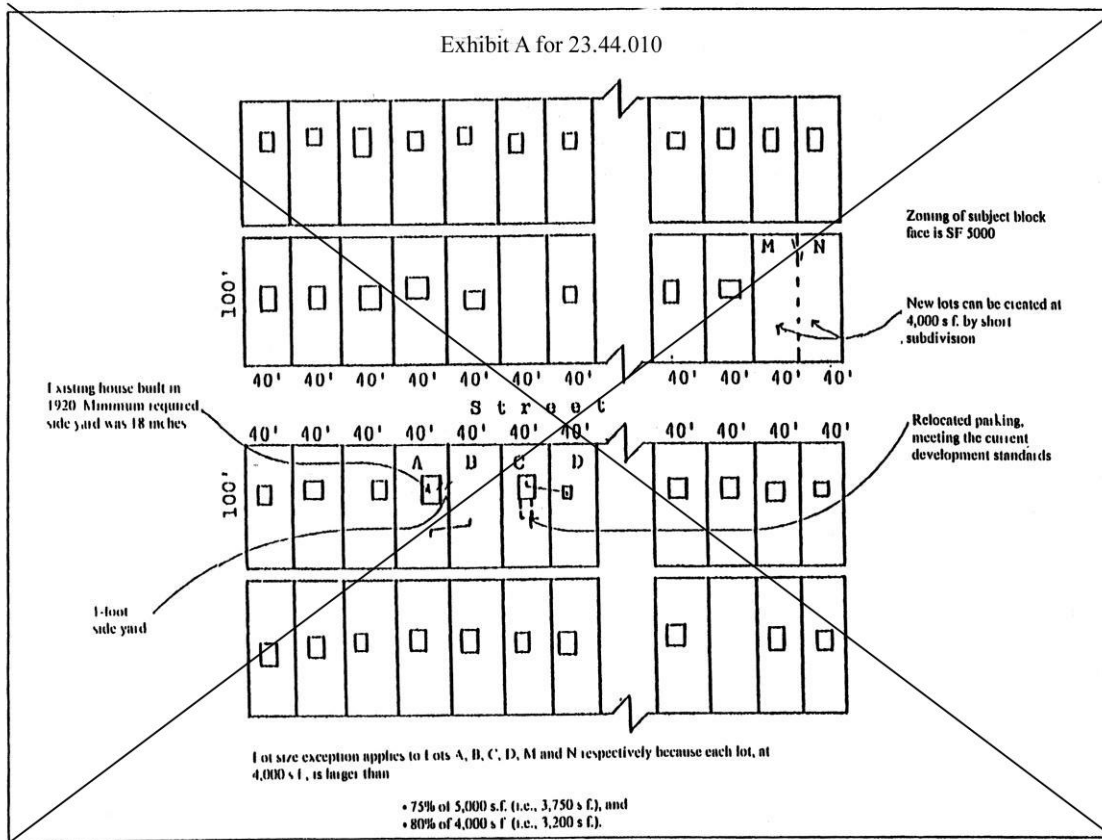 Exhibit A for 23.44.010
Zoning of subject block
face is SF 5000
M N
100'
New lots can be created at
4,000 s f. by short
subdivision
40' 40' 40' 40' 40' 40' 40' 40' 40' 40' 40'
Existing house built in
1920 Minimum required
side yard was 18 inches
Street
40' 40' 40' 40' 40' 40' 40' 40' 40' 40' 40'
Relocated parking,
meeting the current
development standards
A B C D
100'
1-foot
side yard
Lot size exception applies to Lots A, B, C, D, M and N respectively because each lot, at
4,000 s f, is larger than
• 75% of 5,000 s.f. (i.e., 3,750 s f.), and
• 80% of 4,000 s f (i.e., 3,200 s f.).